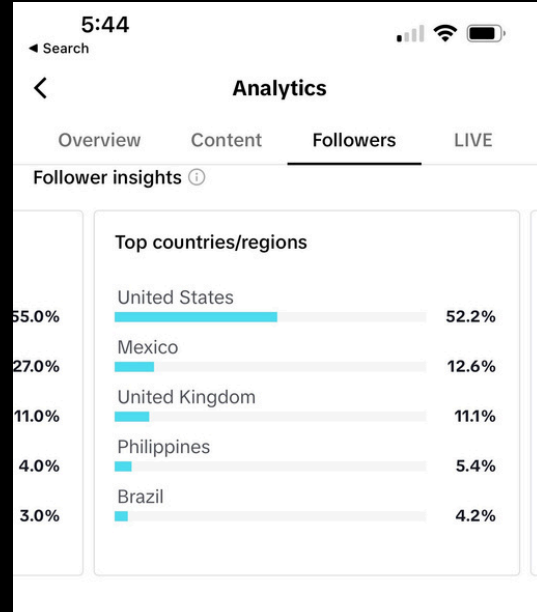 5:44
◀ Search
Analytics
Overview Content Followers LIVE
Follower insights
Top countries/regions
United States
55.0% 52.2%
Mexico
27.0% 12.6%
United Kingdom
11.0% 11.1%
Philippines
4.0% 5.4%
Brazil
3.0% 4.2%